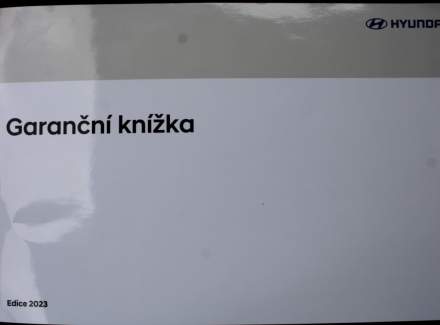 HYUNDAI
Garanční knížka
Edice 2023